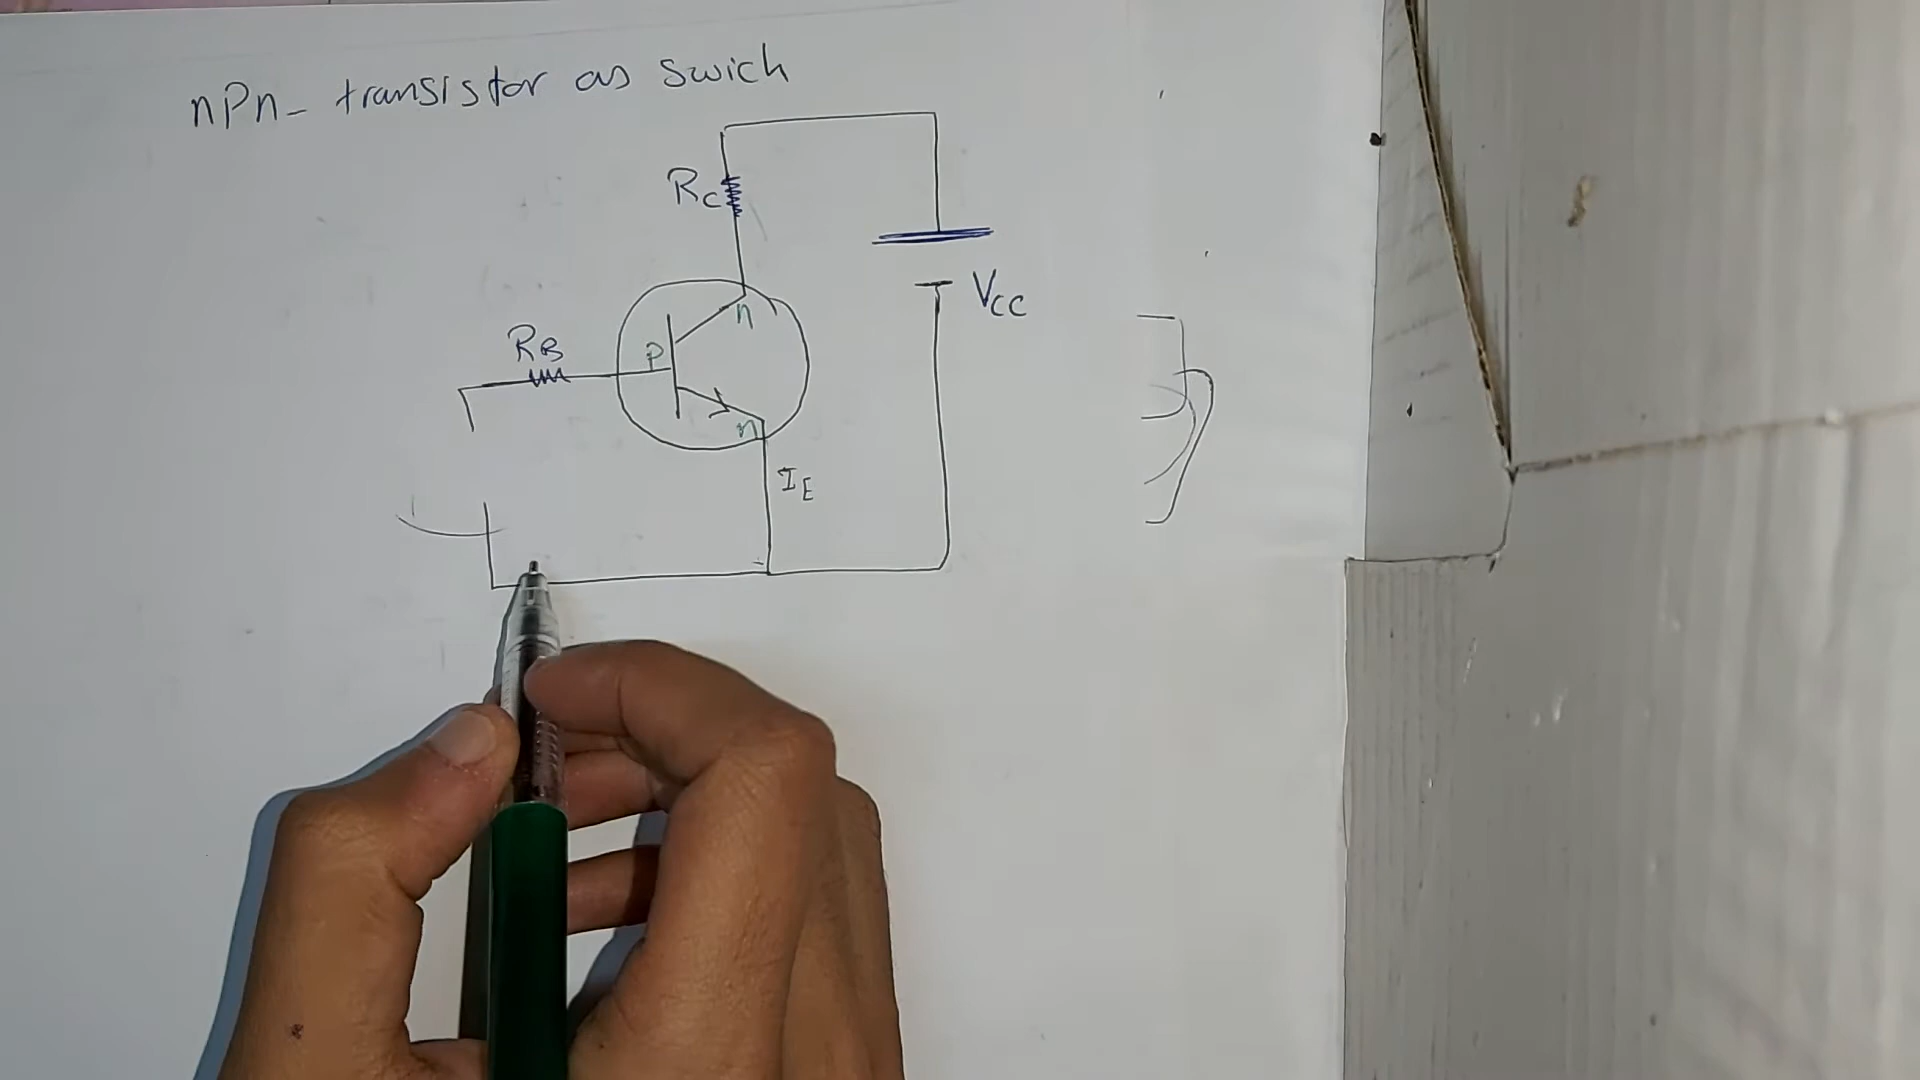 nPn- transistor as swich
Rc
Vcc
n
RB
P
n
IE